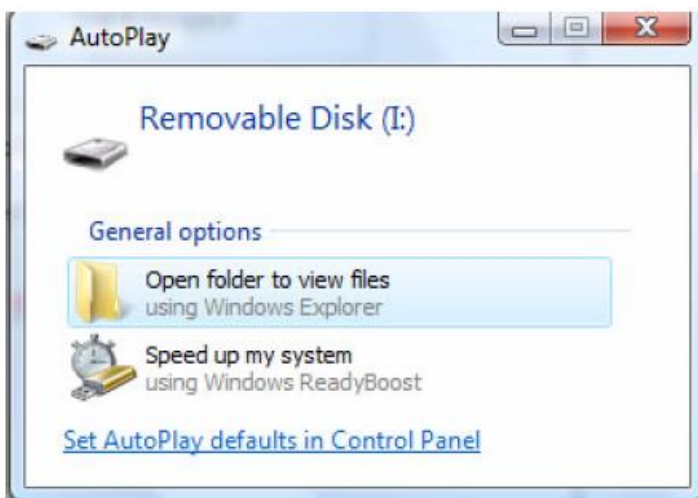 AutoPlay
Removable Disk (I:)
General options
Open folder to view files
using Windows Explorer
Speed up my system
using Windows ReadyBoost
Set AutoPlay defaults in Control Panel